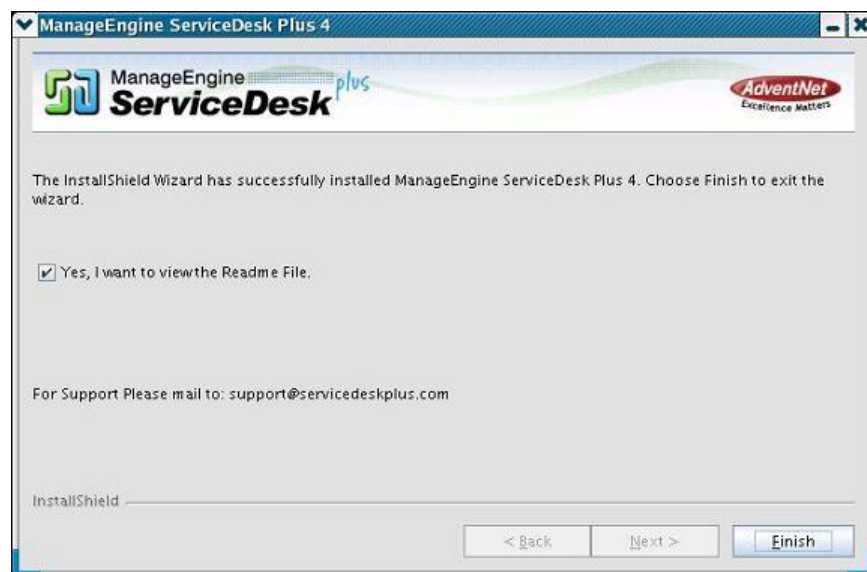 ManageEngine ServiceDesk Plus 4
ManageEngine
ServiceDesk plus
AdventNet
Excellence Matters
The InstallShield Wizard has successfully installed ManageEngine ServiceDesk Plus 4. Choose Finish to exit the
wizard.
Yes, I want to view the Readme File.
For Support Please mail to: support@servicedeskplus.com
InstallShield
< Back Next > Finish